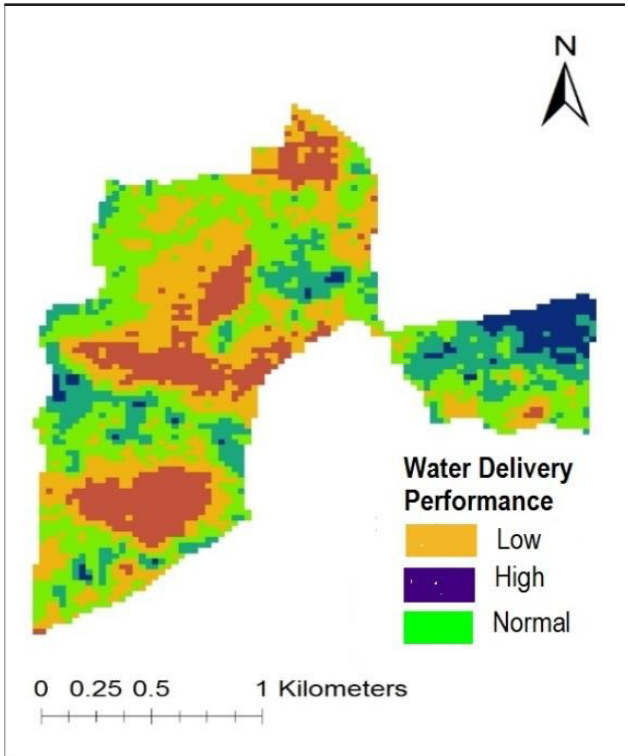 N
Water Delivery
Performance
Low
High
Normal
0 0.25 0.5 1 Kilometers